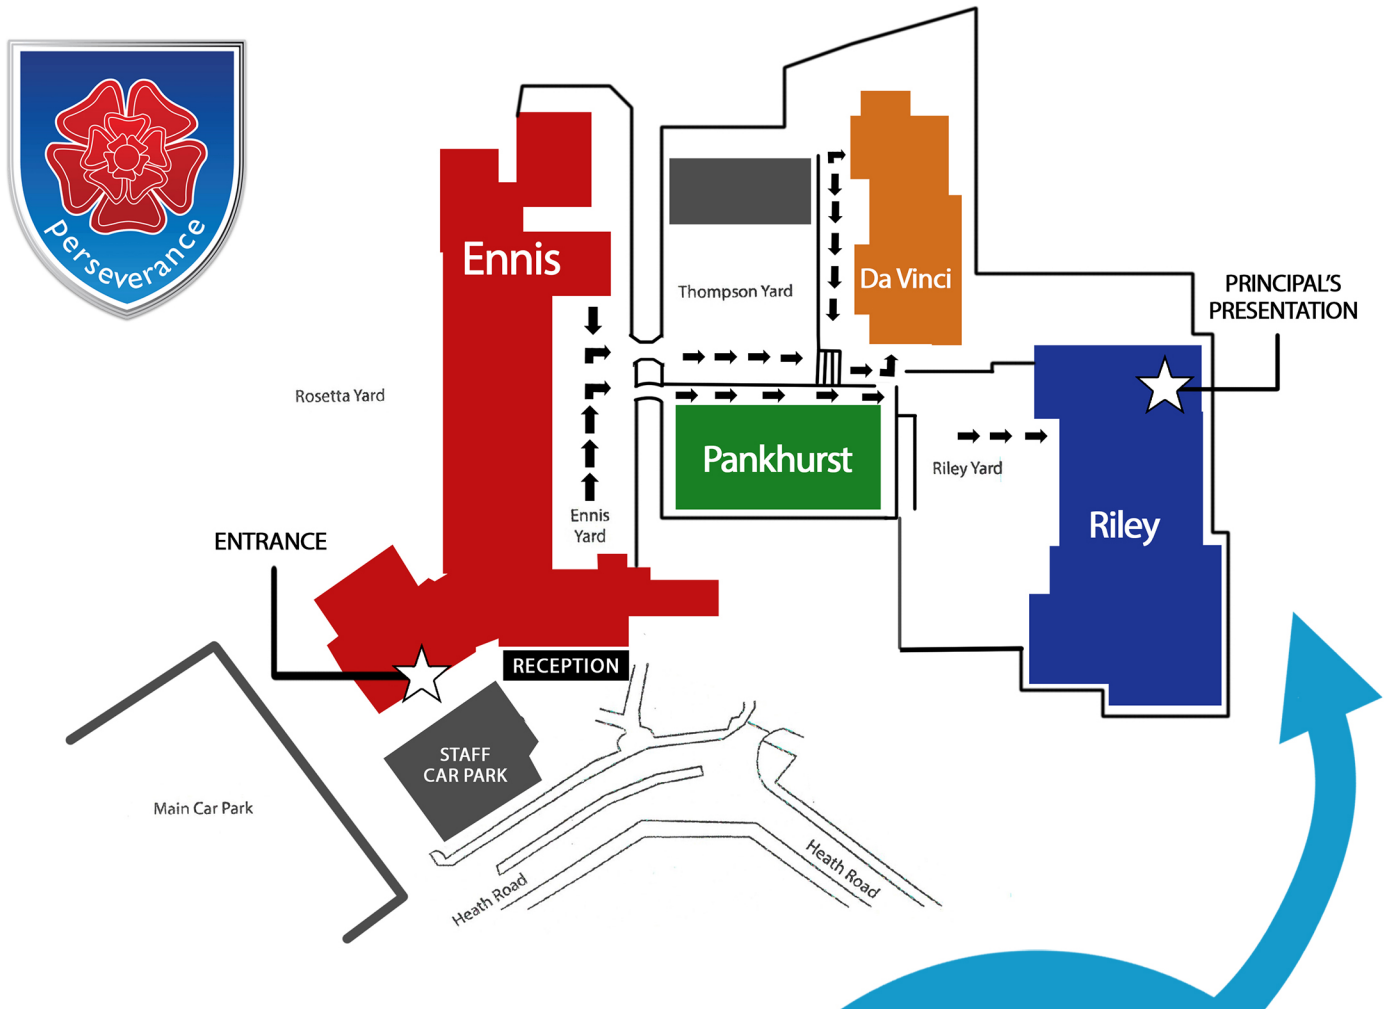 perseverance
Ennis
Da Vinci
Thompson Yard
PRINCIPAL'S
PRESENTATION
Rosetta Yard
Pankhurst
Riley Yard
Riley
Ennis
Yard
ENTRANCE
RECEPTION
STAFF
CAR PARK
Main Car Park
Heath Road
Heath Road